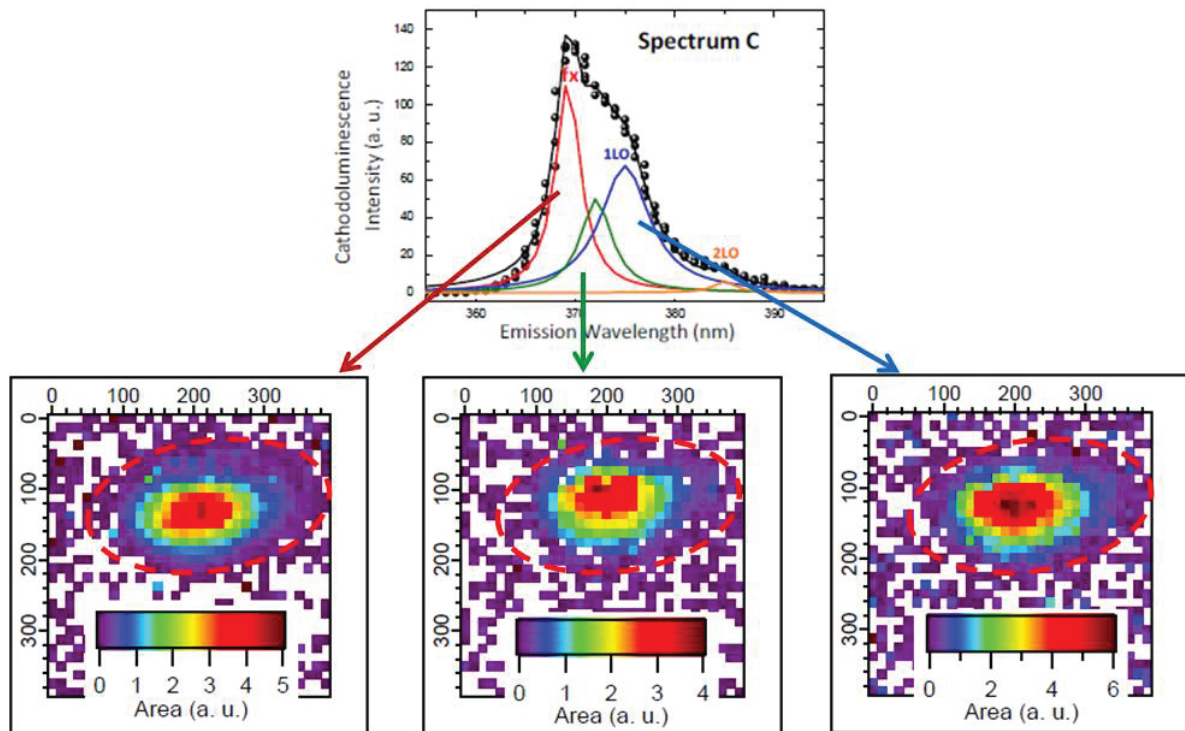 Spectrum C
140
120
100
80
60
40
20
0
Cathodoluminescence
Intensity (a. u.)
fx
1LO
2LO
360 370 380 390
Emission Wavelength (nm)
0 100 200 300
0
100
200
300
0 1 2 3 4 5
Area (a. u.)
0 100 200 300
0
100
200
300
0 1 2 3 4
Area (a. u.)
0 100 200 300
0
100
200
300
0 2 4 6
Area (a. u.)